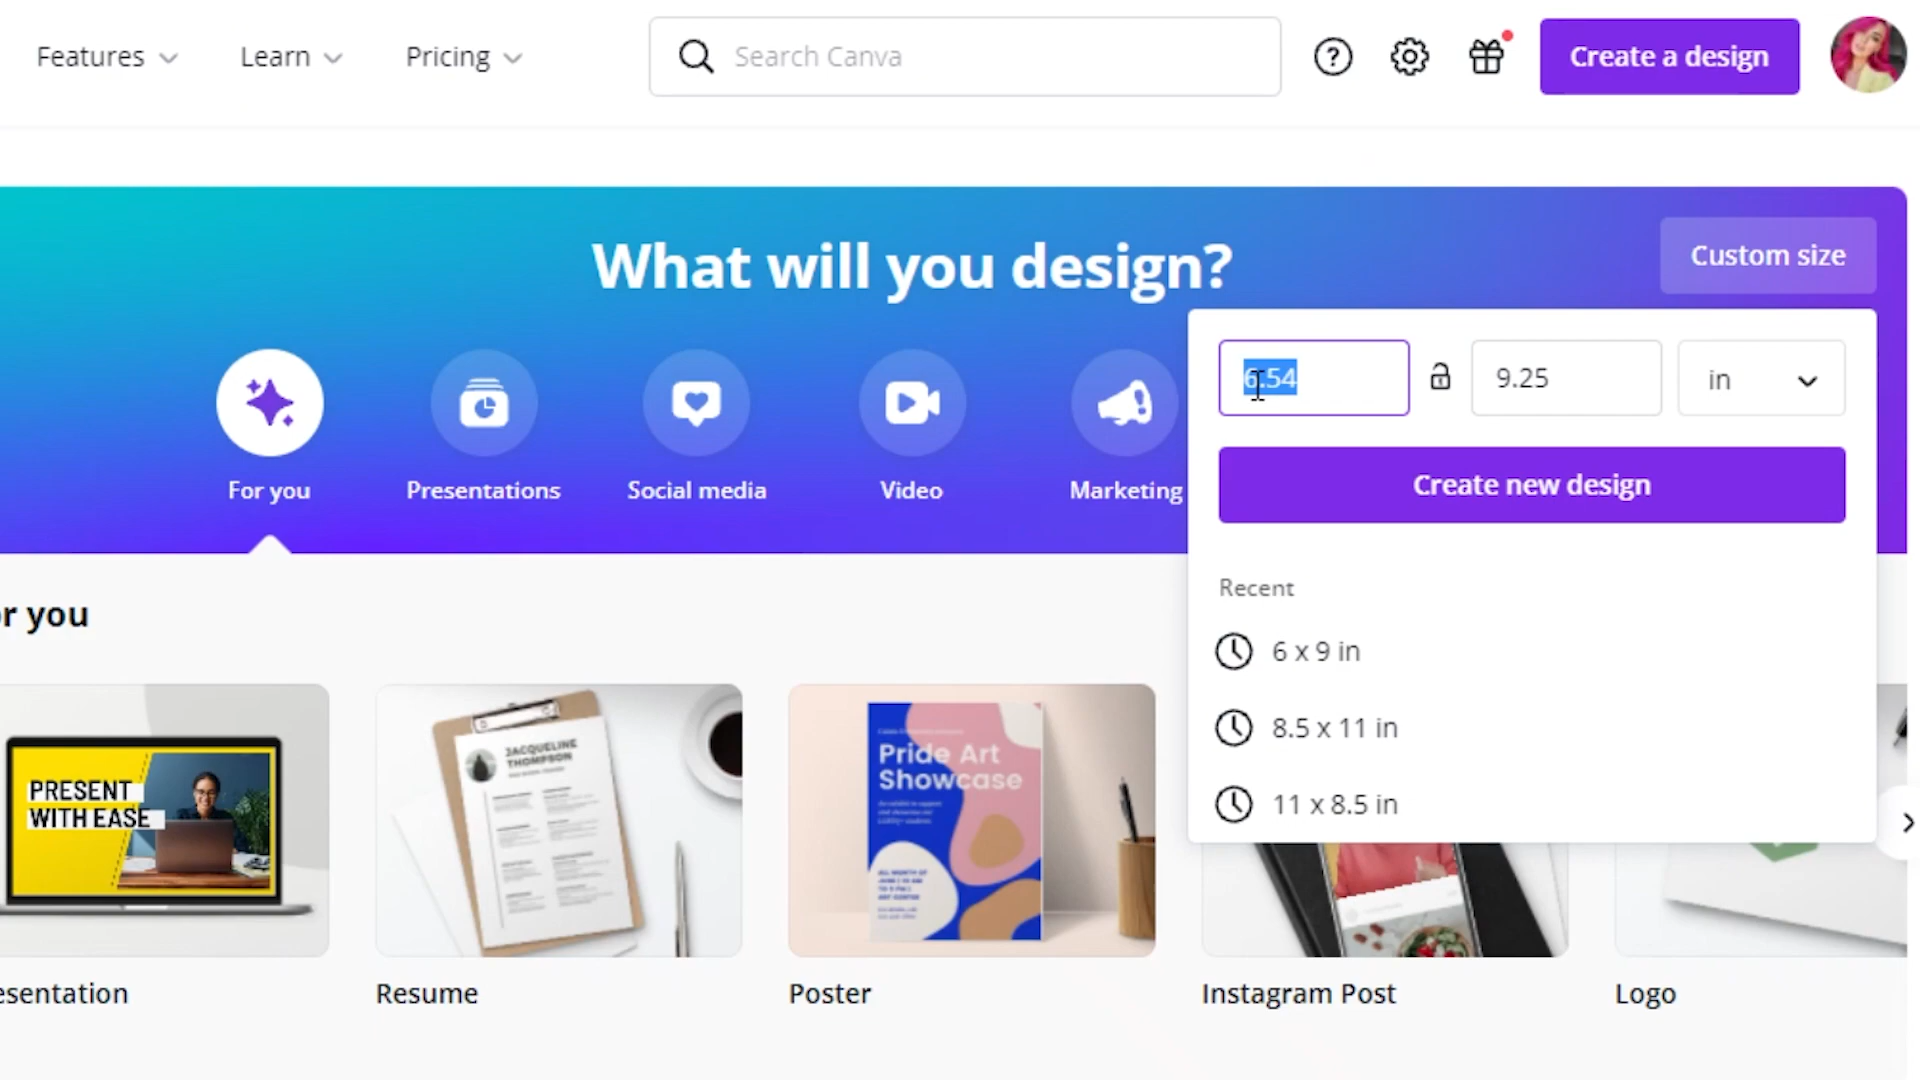 Features
Learn
Pricing
Search Canva
Create a design
What will you design?
Custom size
6.54
9.25
in
For you
Presentations
Social media
Video
Marketing
Create new design
Recent
6 x 9 in
8.5 x 11 in
11 x 8.5 in
or you
PRESENT
WITH EASE
JACQUELINE
THOMPSON
Pride Art
Showcase
esentation
Resume
Poster
Instagram Post
Logo